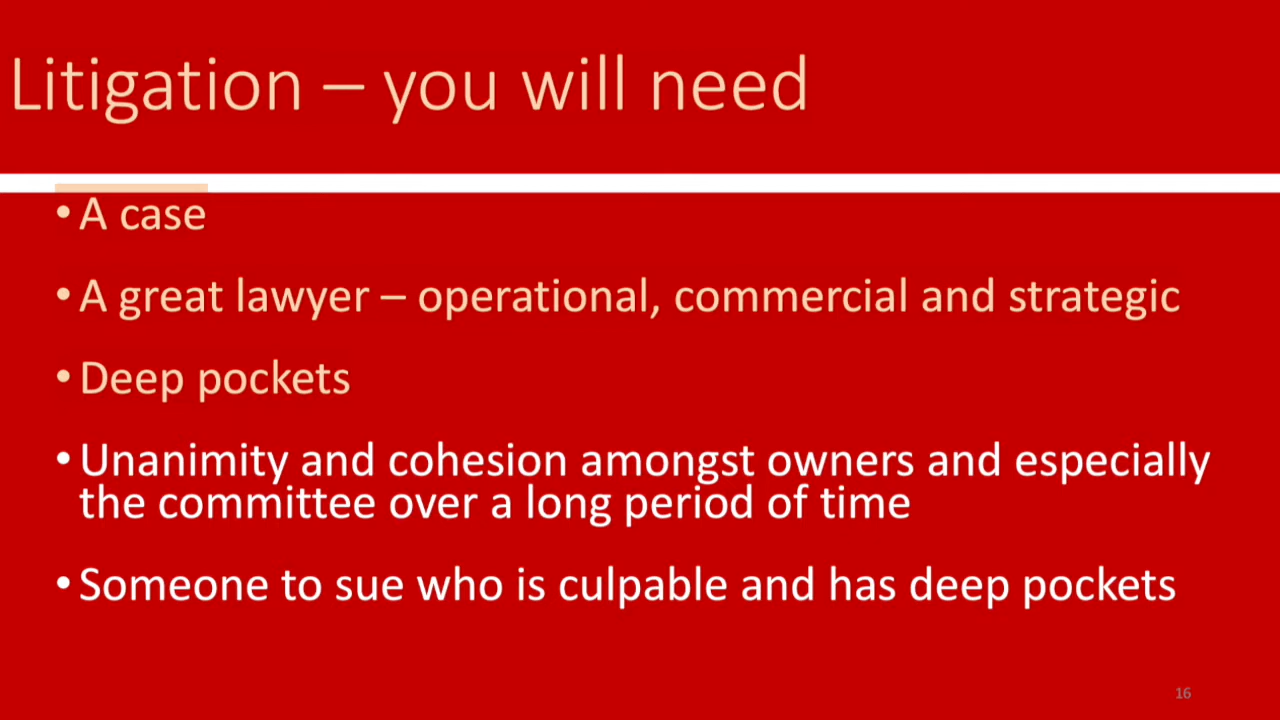 Litigation – you will need
• A case
• A great lawyer – operational, commercial and strategic
• Deep pockets
• Unanimity and cohesion amongst owners and especially
the committee over a long period of time
• Someone to sue who is culpable and has deep pockets
16